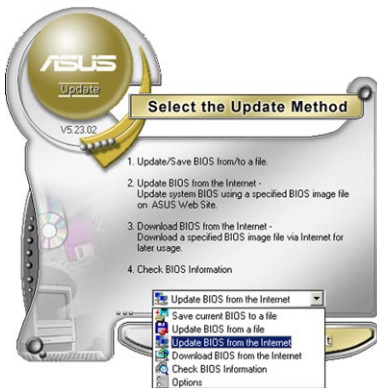 ASUS
Update
V5.23.02
Select the Update Method
1. Update/Save BIOS from/to a file.
2. Update BIOS from the Internet -
Update system BIOS using a specified BIOS image file
on ASUS Web Site.
3. Download BIOS from the Internet -
Download a specified BIOS image file via Internet for
later usage.
4. Check BIOS Information
Update BIOS from the Internet
Save current BIOS to a file
Update BIOS from a file
Update BIOS from the Internet
Download BIOS from the Internet
Check BIOS Information
Options